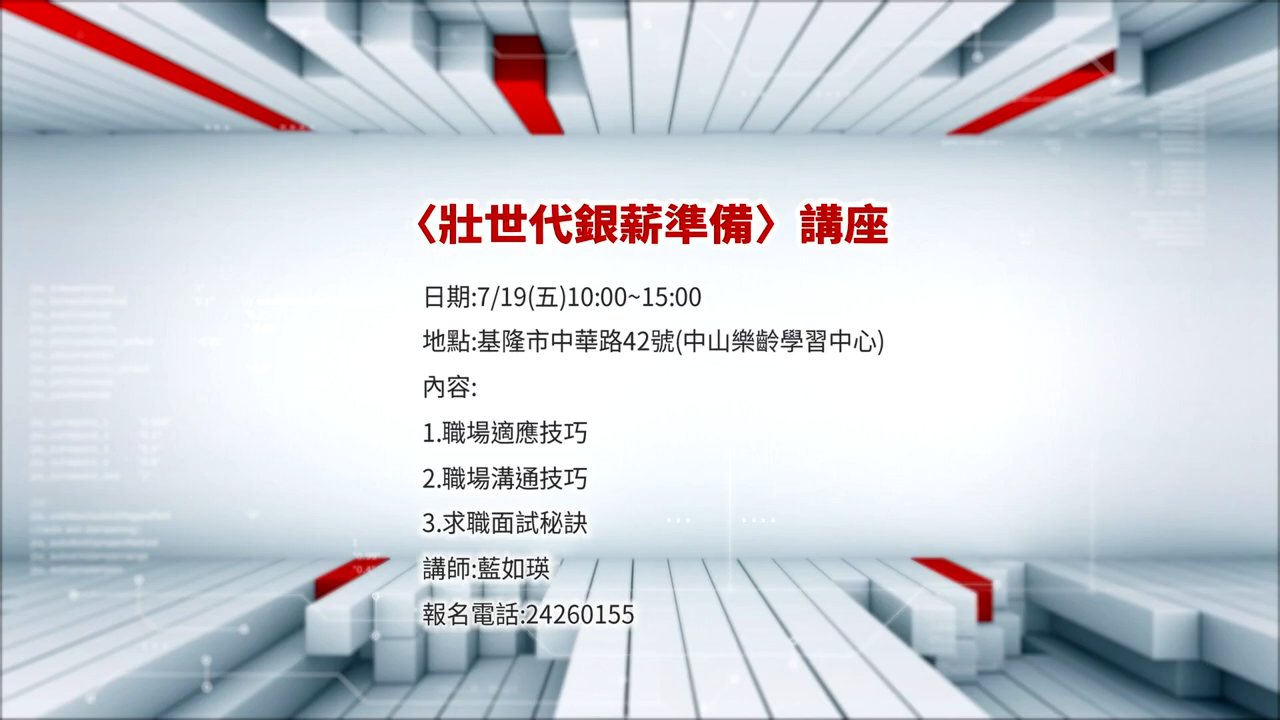 〈壯世代銀薪準備〉講座
日期:7/19(五)10:00~15:00
地點:基隆市中華路42號(中山樂齡學習中心)
內容:
1.職場適應技巧
2.職場溝通技巧
3.求職面試秘訣
講師:藍如瑛
報名電話:24260155